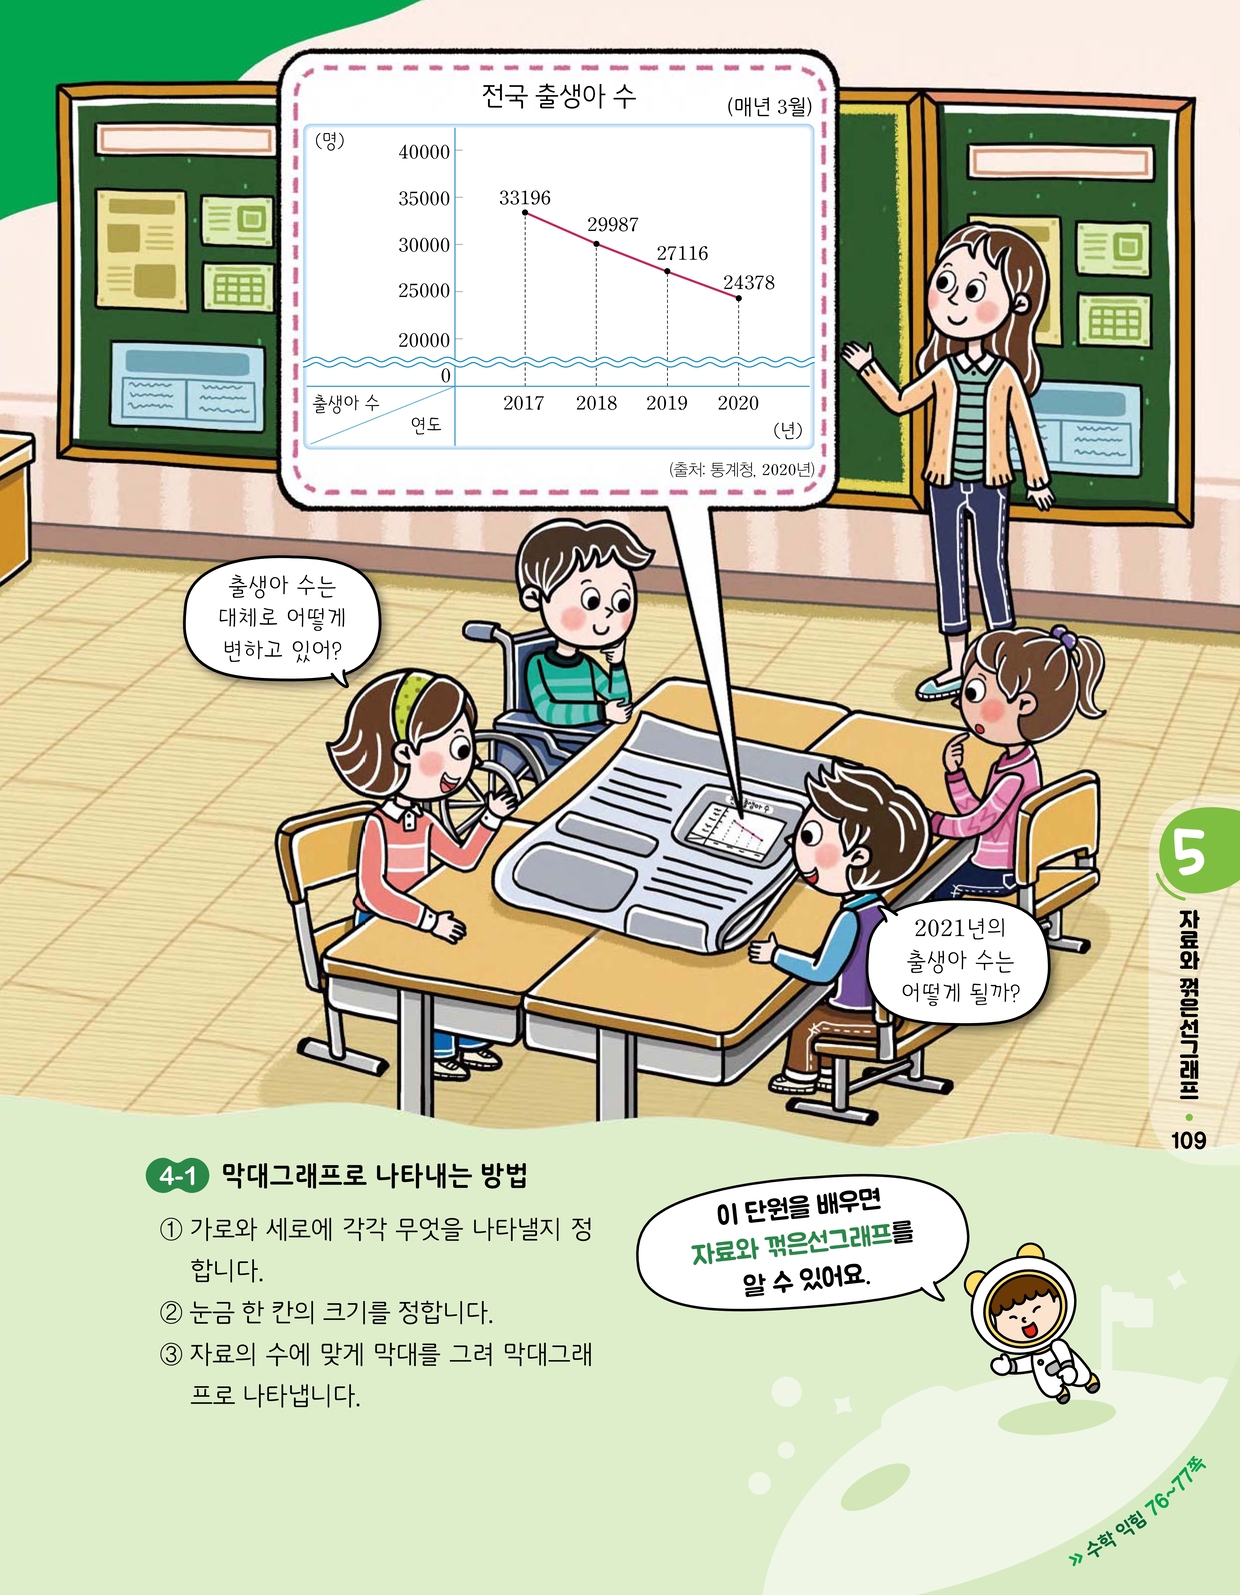 전국 출생아 수
(매년 3월)
(명)
40000
35000
30000
25000
20000
0
33196
29987
27116
24378
출생아 수
연도
2017 2018 2019 2020
(년)
(출처: 통계청, 2020년)
출생아 수는
대체로 어떻게
변하고 있어?
전국 출생아 수
2021년의
출생아 수는
어떻게 될까?
5
자료와 꺾은선그래프
109
4-1 막대그래프로 나타내는 방법
① 가로와 세로에 각각 무엇을 나타낼지 정
합니다.
② 눈금 한 칸의 크기를 정합니다.
③ 자료의 수에 맞게 막대를 그려 막대그래
프로 나타냅니다.
이 단원을 배우면
자료와 꺾은선그래프를
알 수 있어요.
» 수학 익힘 76~77쪽